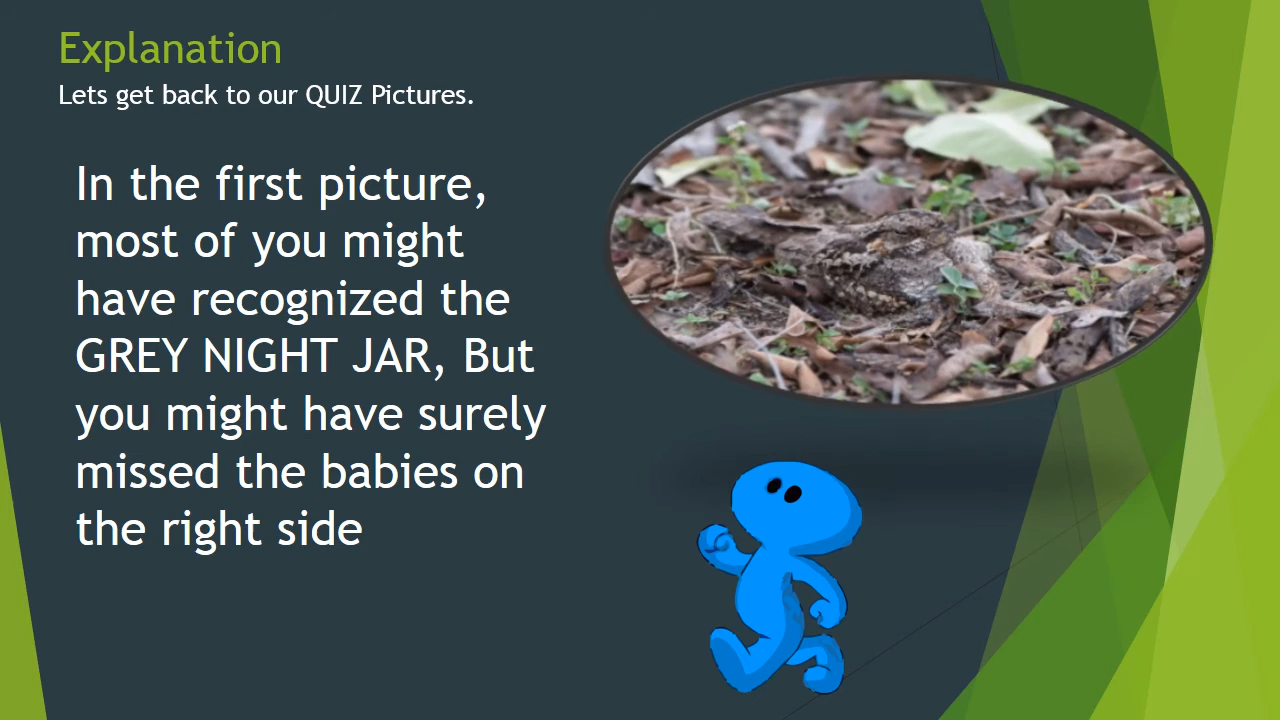 Explanation
Lets get back to our QUIZ Pictures.
In the first picture,
most of you might
have recognized the
GREY NIGHT JAR, But
you might have surely
missed the babies on
the right side